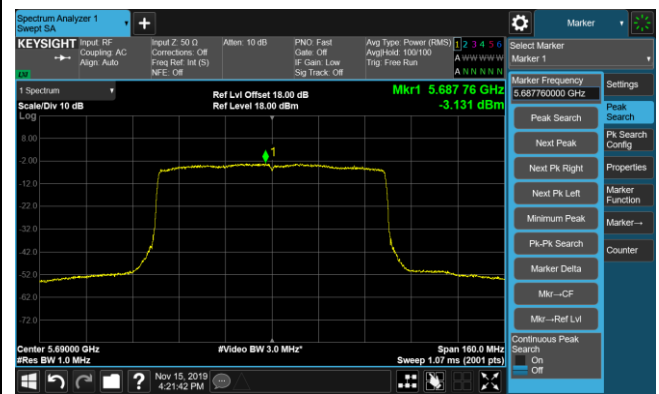 Spectrum Analyzer 1
Swept SA
+
Marker
KEYSIGHT
Input: RF
Coupling: AC
Align: Auto
Input Z: 50 Ω
Corrections: Off
Freq Ref: Int (S)
NFE: Off
Atten: 10 dB
PNO: Fast
Gate: Off
IF Gain: Low
Sig Track: Off
Avg Type: Power (RMS)
Avg|Hold: 100/100
Trig: Free Run
1 2 3 4 5 6
A W W W W W
A N N N N N
LXI
Select Marker
Marker 1
1 Spectrum
Scale/Div 10 dB
Log
Ref Lvl Offset 18.00 dB
Ref Level 18.00 dBm
Mkr1 5.687 76 GHz
-3.131 dBm
8.00
-2.00
-12.0
-22.0
-32.0
-42.0
-52.0
-62.0
-72.0
1
Center 5.69000 GHz
#Res BW 1.0 MHz
#Video BW 3.0 MHz*
Span 160.0 MHz
Sweep 1.07 ms (2001 pts)
Marker Frequency
5.687760000 GHz
Peak Search
Next Peak
Next Pk Right
Next Pk Left
Minimum Peak
Pk-Pk Search
Marker Delta
Mkr→CF
Mkr→Ref Lvl
Continuous Peak
Search
On
Off
Settings
Peak
Search
Pk Search
Config
Properties
Marker
Function
Marker→
Counter
?
Nov 15, 2019
4:21:42 PM